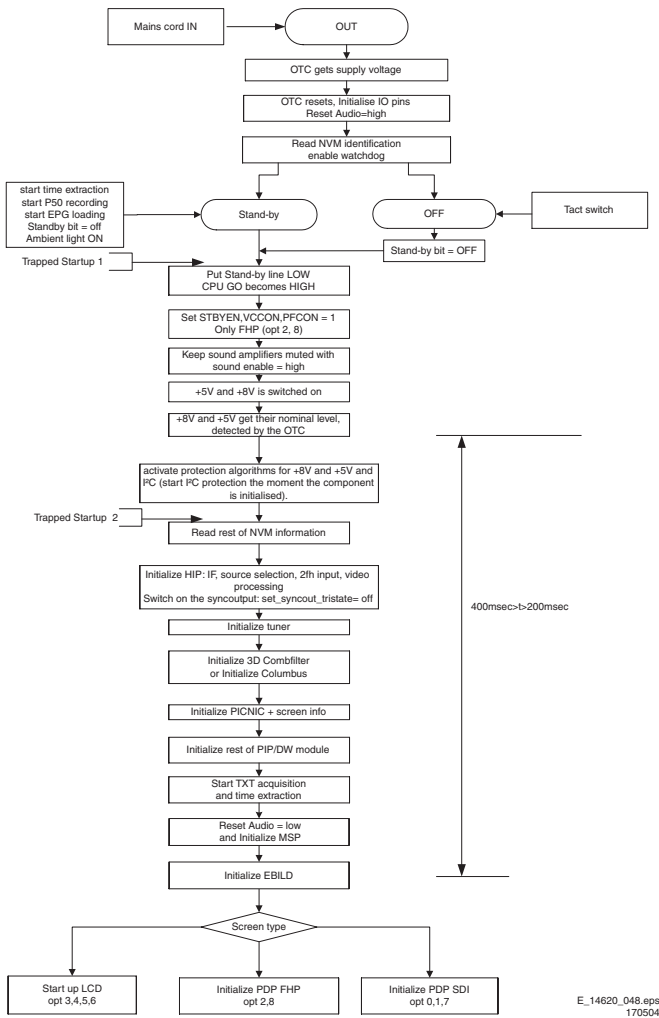 Mains cord IN
OUT
OTC gets supply voltage
OTC resets, Initialise IO pins
Reset Audio=high
Read NVM identification
enable watchdog
start time extraction
start P50 recording
start EPG loading
Standby bit = off
Ambient light ON
Stand-by
OFF
Tact switch
Stand-by bit = OFF
Trapped Startup 1
Put Stand-by line LOW
CPU GO becomes HIGH
Set STBYEN,VCCON,PFCON = 1
Only FHP (opt 2, 8)
Keep sound amplifiers muted with
sound enable = high
+5V and +8V is switched on
+8V and +5V get their nominal level,
detected by the OTC
activate protection algorithms for +8V and +5V and
I²C (start I²C protection the moment the component
is initialised).
Trapped Startup 2
Read rest of NVM information
Initialize HIP: IF, source selection, 2fh input, video
processing
Switch on the syncoutput: set_syncout_tristate= off
400msec>t>200msec
Initialize tuner
Initialize 3D Combfilter
or Initialize Columbus
Initialize PICNIC + screen info
Initialize rest of PIP/DW module
Start TXT acquisition
and time extraction
Reset Audio = low
and Initialize MSP
Initialize EBILD
Screen type
Start up LCD
opt 3,4,5,6
Initialize PDP FHP
opt 2,8
Initialize PDP SDI
opt 0,1,7
E_14620_048.eps
170504